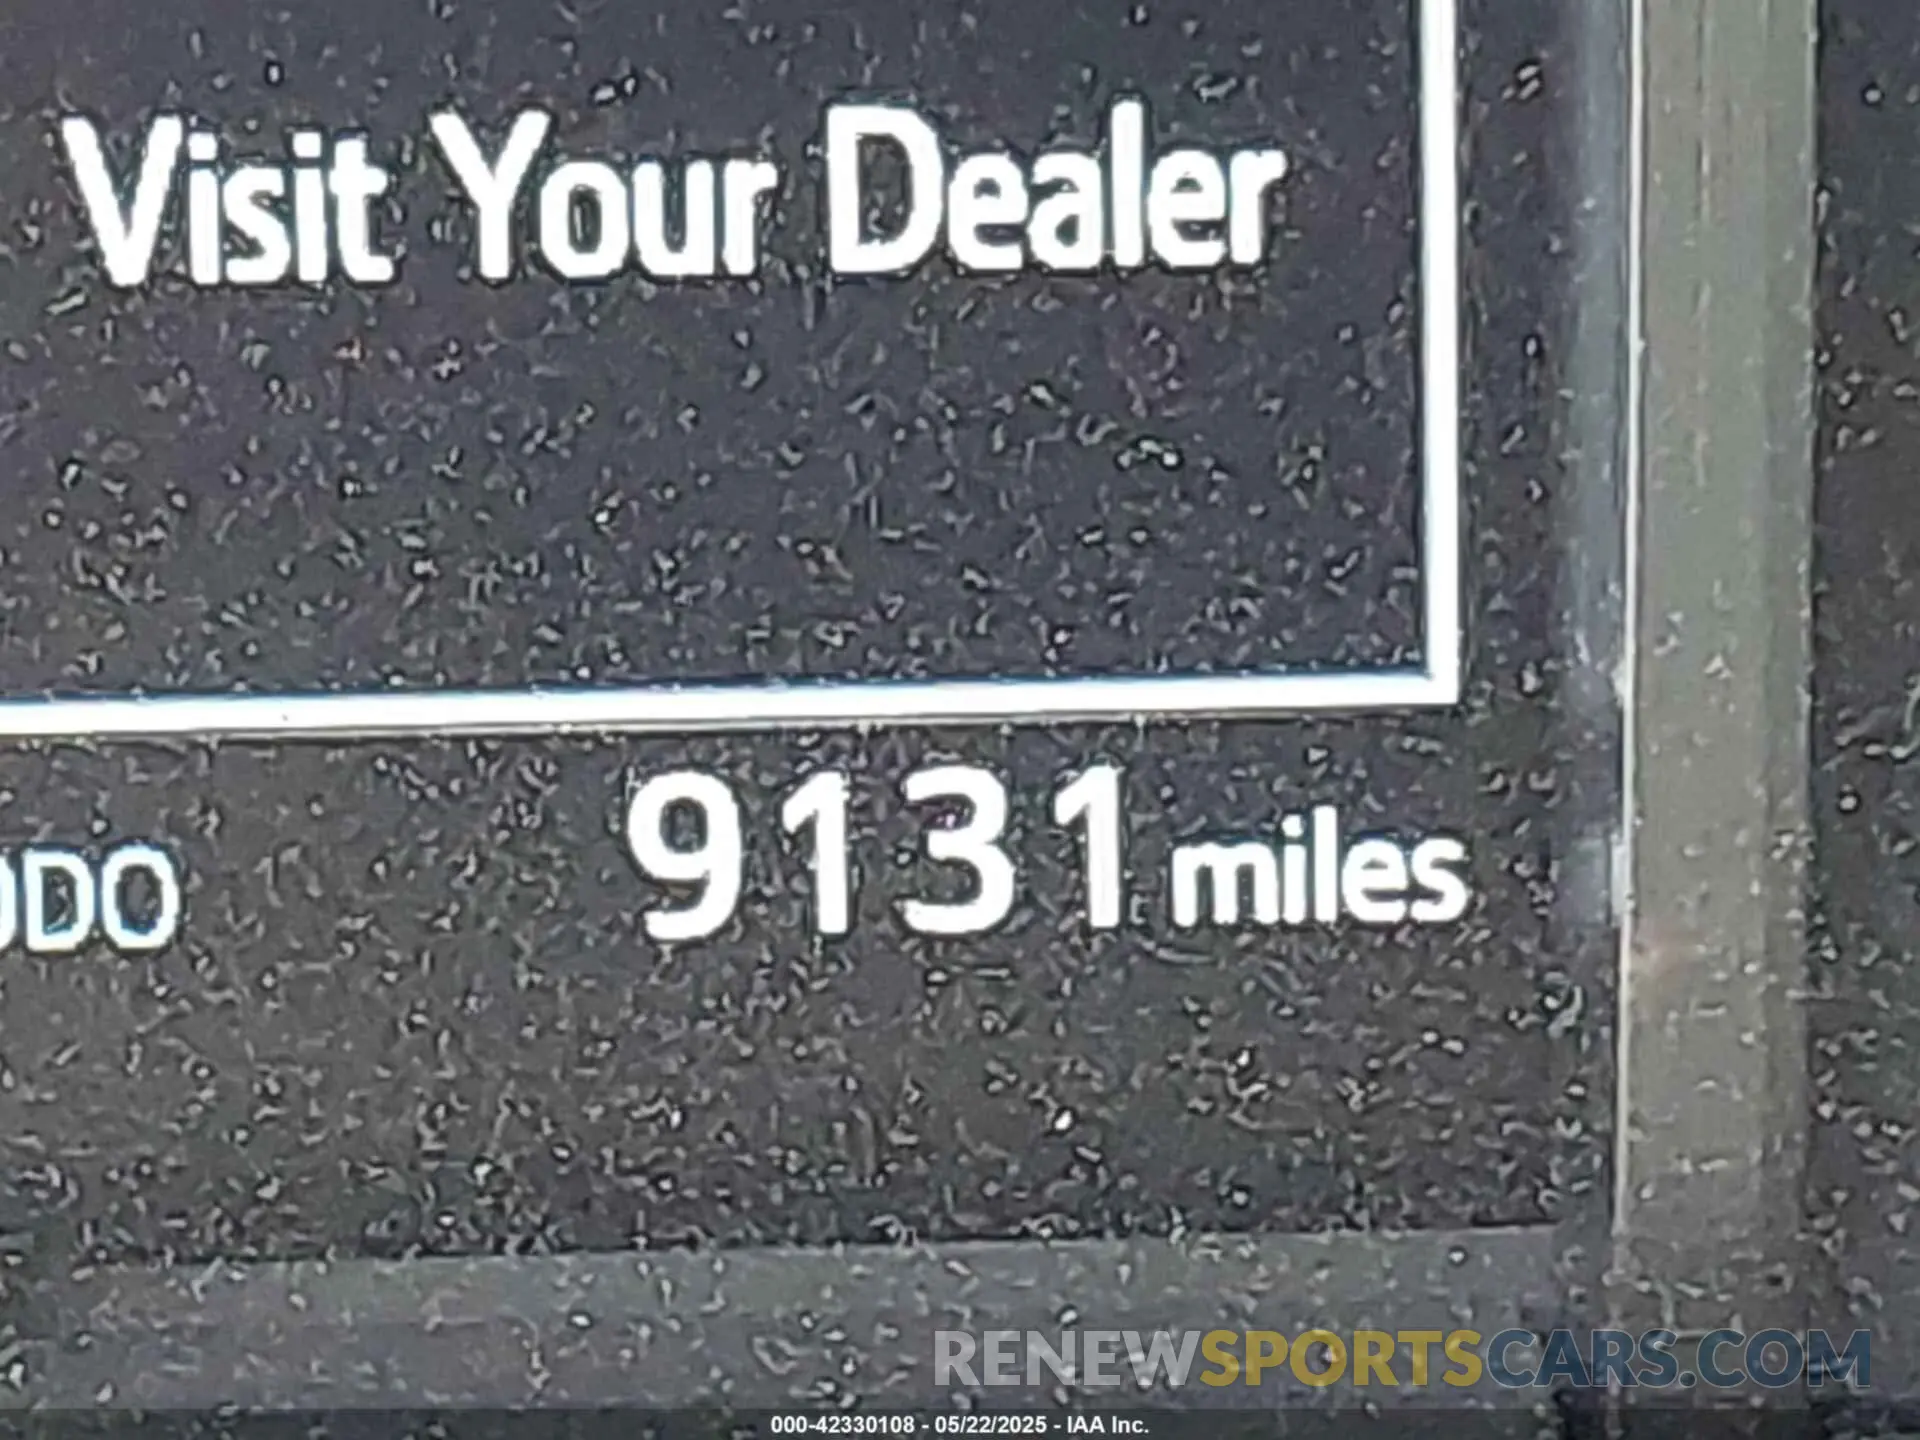 Visit Your Dealer
ODO 9131 miles
RENEWSPORTSCARS.COM
000-42330108 - 05/22/2025 - IAA Inc.